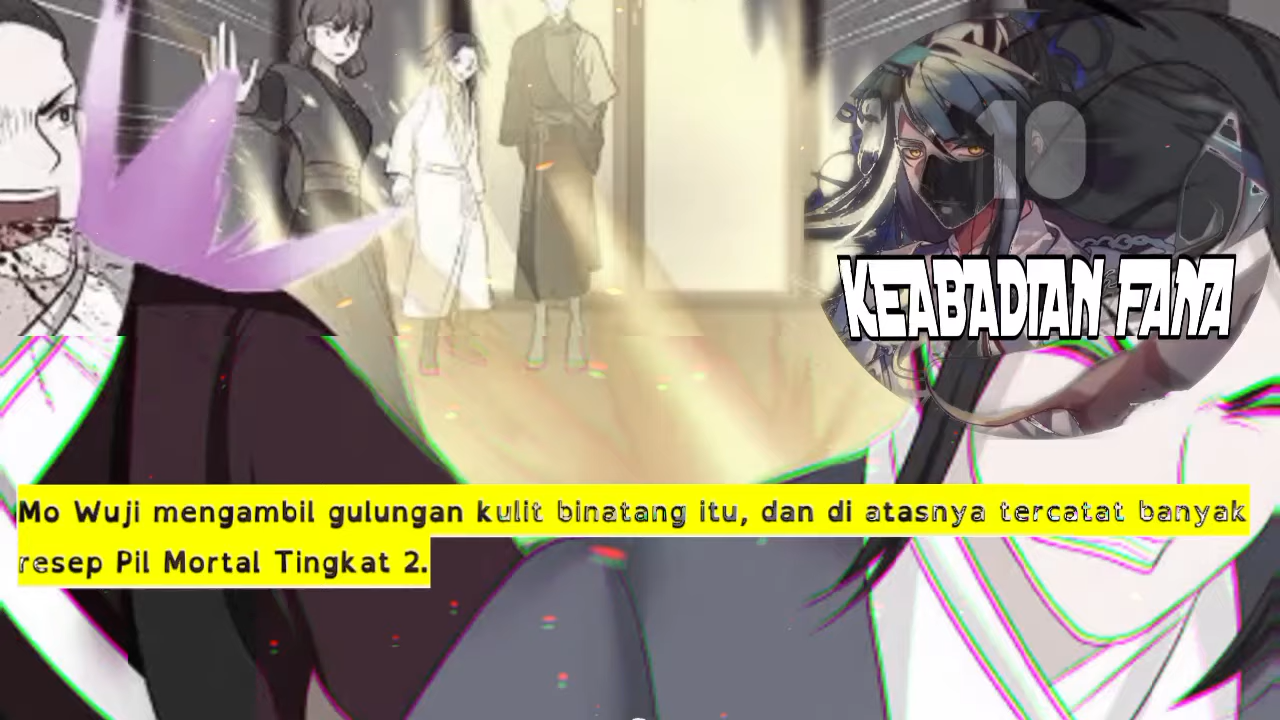 10
KEABADIAN FANA
Mo Wuji mengambil gulungan kulit binatang itu, dan di atasnya tercatat banyak
resep Pil Mortal Tingkat 2.